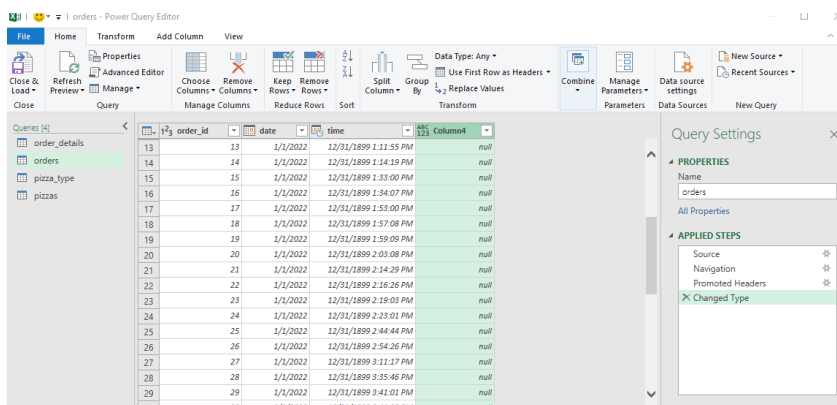 orders - Power Query Editor
File Home Transform Add Column View
Close & Load
Refresh Preview
Properties
Advanced Editor
Manage
Choose Columns
Remove Columns
Keep Rows
Remove Rows
Split Column
Group By
Data Type: Any
Use First Row as Headers
1 2 Replace Values
Combine
Manage Parameters
Data source settings
New Source
Recent Sources
Close Query Manage Columns Reduce Rows Sort Transform Parameters Data Sources New Query
Queries [4]
order_details
orders
pizza_type
pizzas
1 2 3 order_id date time ABC 123 Column4
13 13 1/1/2022 12/31/1899 1:11:55 PM null
14 14 1/1/2022 12/31/1899 1:14:19 PM null
15 15 1/1/2022 12/31/1899 1:33:00 PM null
16 16 1/1/2022 12/31/1899 1:34:07 PM null
17 17 1/1/2022 12/31/1899 1:53:00 PM null
18 18 1/1/2022 12/31/1899 1:57:08 PM null
19 19 1/1/2022 12/31/1899 1:59:09 PM null
20 20 1/1/2022 12/31/1899 2:03:08 PM null
21 21 1/1/2022 12/31/1899 2:14:29 PM null
22 22 1/1/2022 12/31/1899 2:16:26 PM null
23 23 1/1/2022 12/31/1899 2:19:03 PM null
24 24 1/1/2022 12/31/1899 2:23:01 PM null
25 25 1/1/2022 12/31/1899 2:44:44 PM null
26 26 1/1/2022 12/31/1899 2:54:26 PM null
27 27 1/1/2022 12/31/1899 3:11:17 PM null
28 28 1/1/2022 12/31/1899 3:35:46 PM null
29 29 1/1/2022 12/31/1899 3:41:01 PM null
Query Settings
PROPERTIES
Name
orders
All Properties
APPLIED STEPS
Source
Navigation
Promoted Headers
Changed Type